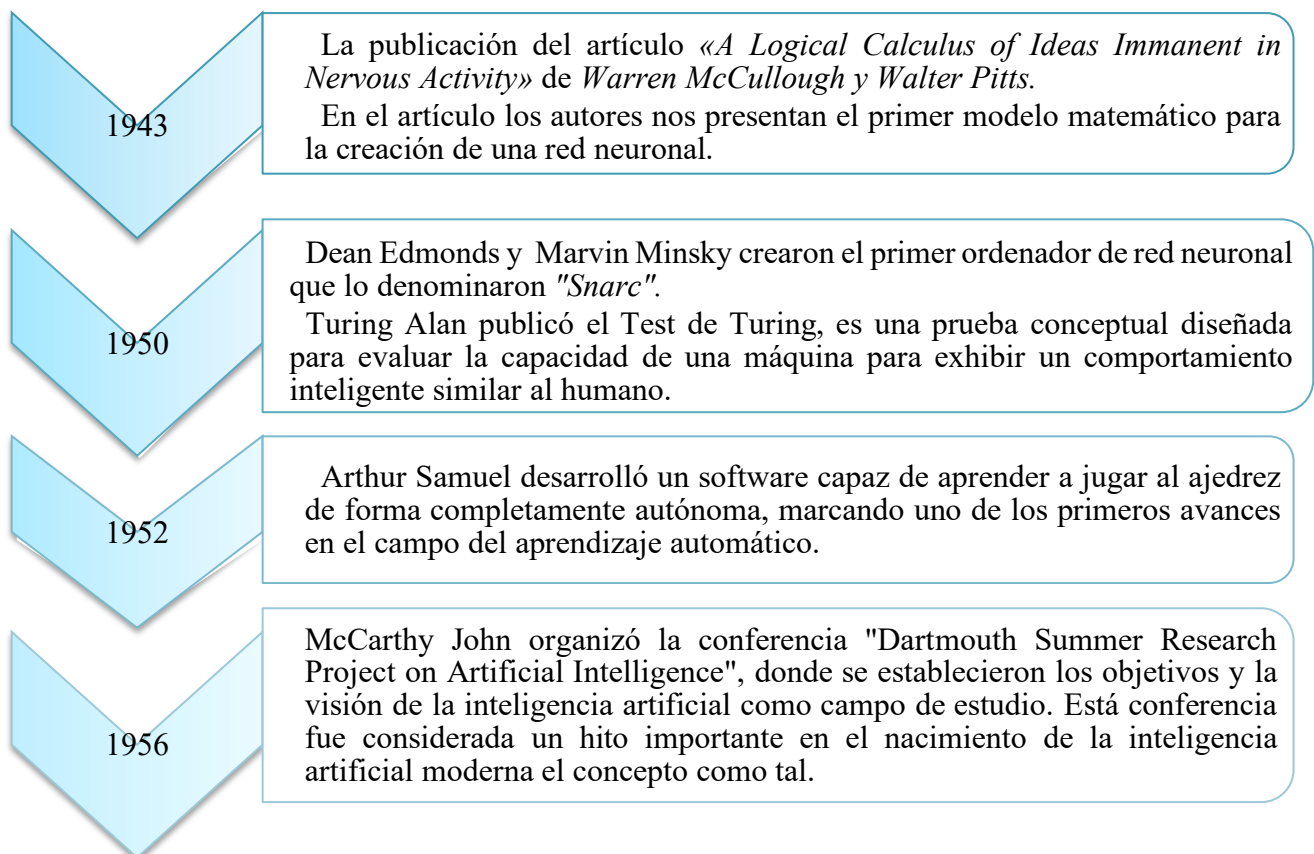 1943
La publicación del artículo «A Logical Calculus of Ideas Immanent in
Nervous Activity» de Warren McCullough y Walter Pitts.
En el artículo los autores nos presentan el primer modelo matemático para
la creación de una red neuronal.
1950
Dean Edmonds y Marvin Minsky crearon el primer ordenador de red neuronal
que lo denominaron "Snarc".
Turing Alan publicó el Test de Turing, es una prueba conceptual diseñada
para evaluar la capacidad de una máquina para exhibir un comportamiento
inteligente similar al humano.
1952
Arthur Samuel desarrolló un software capaz de aprender a jugar al ajedrez
de forma completamente autónoma, marcando uno de los primeros avances
en el campo del aprendizaje automático.
1956
McCarthy John organizó la conferencia "Dartmouth Summer Research
Project on Artificial Intelligence", donde se establecieron los objetivos y la
visión de la inteligencia artificial como campo de estudio. Está conferencia
fue considerada un hito importante en el nacimiento de la inteligencia
artificial moderna el concepto como tal.